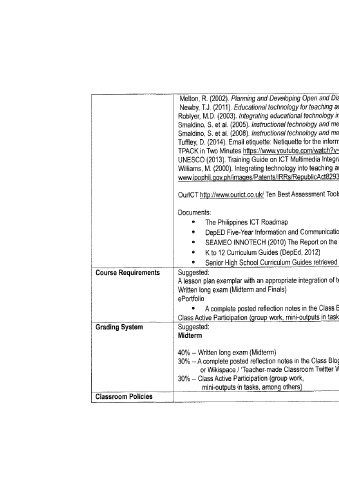 Melton, R. (2002). Planning and Developing Open and Dis
Newby, T.J. (2011). Educational technology for teaching an
Roblyer, M.D. (2003). Integrating educational technology in
Smaldino, S. et al. (2005). Instructional technology and me
Smaldino, S. et al. (2008). Instructional technology and me
Tuffley, D. (2014). Email etiquette: Netiquette for the inform
TPACK in Two Minutes https://www.youtube.com/watch?v=
UNESCO (2013). Training Guide on ICT Multimedia Integra
Williams, M. (2000). Integrating technology into teaching a
www.ipophil.gov.ph/images/Patents/IRRs/RepublicAct8293
OurICT http://www.ourict.co.uk/ Ten Best Assessment Tools
Documents:
• The Philippines ICT Roadmap
• DepED Five-Year Information and Communicatio
• SEAMEO INNOTECH (2010) The Report on the
• K to 12 Curriculum Guides (DepEd, 2012)
• Senior High School Curriculum Guides retrieved
Course Requirements
Suggested:
A lesson plan exemplar with an appropriate integration of t
Written long exam (Midterm and Finals)
ePortfolio
• A complete posted reflection notes in the Class B
Class Active Participation (group work, mini-outputs in task
Grading System
Suggested:
Midterm
40% -- Written long exam (Midterm)
30% -- A complete posted reflection notes in the Class Blog
or Wikispace / 'Teacher-made Classroom Twitter W
30% -- Class Active Participation (group work,
mini-outputs in tasks, among others)
Classroom Policies